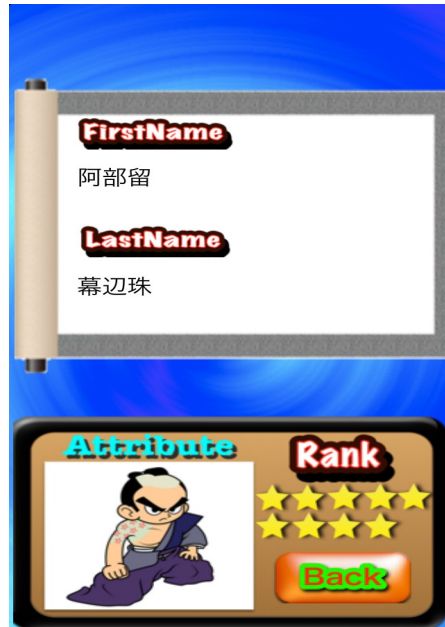 FirstName
阿部留
LastName
幕辺珠
Attribute
Rank
Back